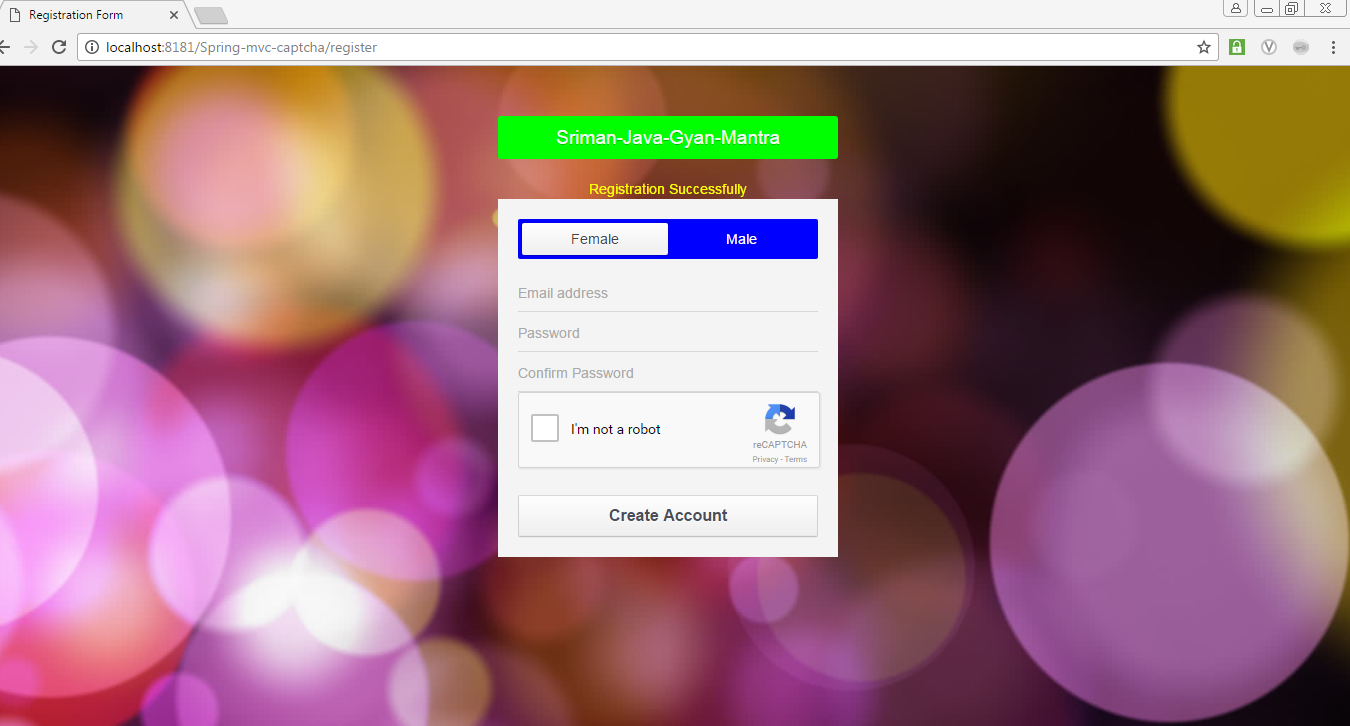 Registration Form
localhost:8181/Spring-mvc-captcha/register
Sriman-Java-Gyan-Mantra
Registration Successfully
Female Male
Email address
Password
Confirm Password
I'm not a robot
reCAPTCHA
Privacy - Terms
Create Account